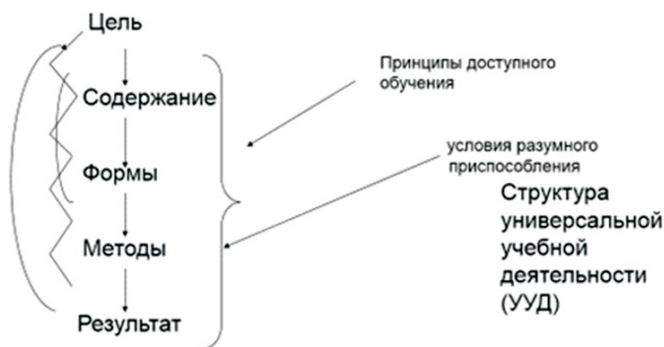 Цель
Содержание
Формы
Методы
Результат
Принципы доступного
обучения
условия разумного
приспособления
Структура
универсальной
учебной
деятельности
(УУД)